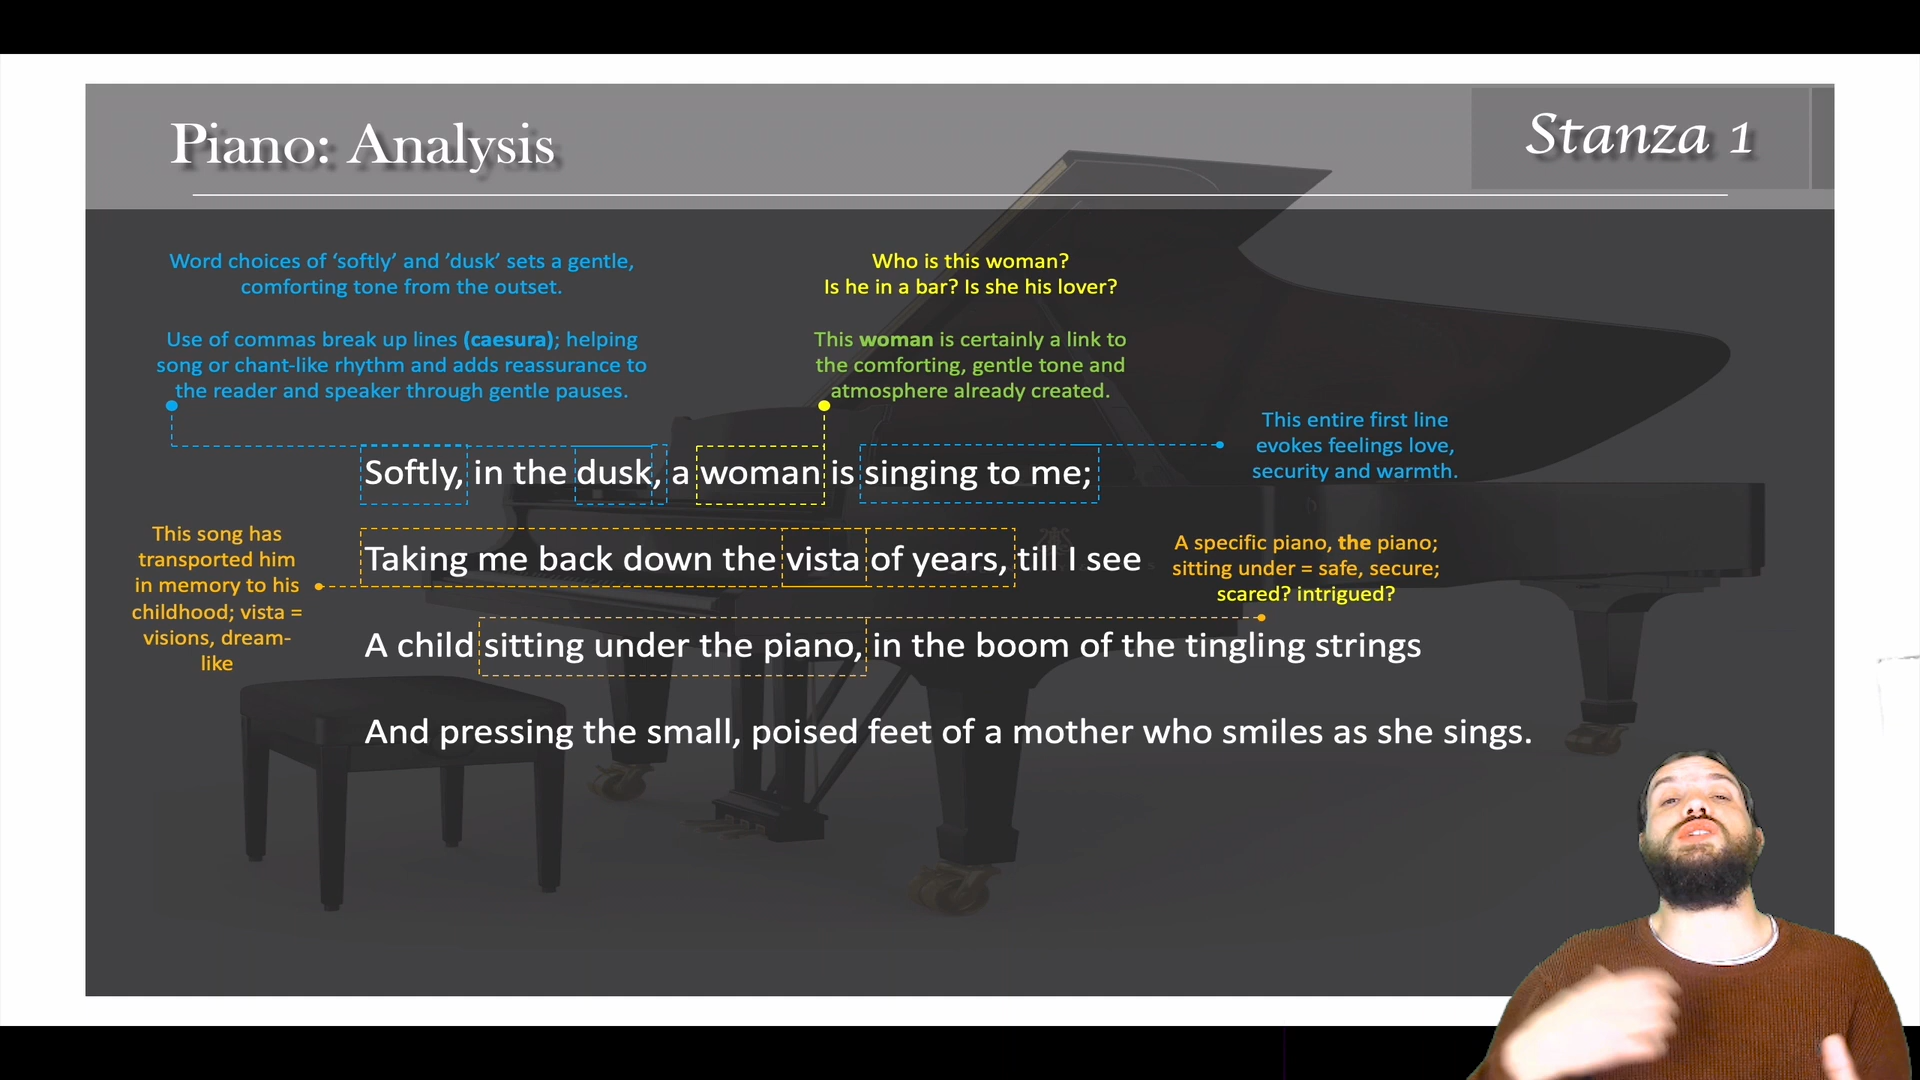 Piano: Analysis
Stanza 1
Word choices of ‘softly’ and ’dusk’ sets a gentle,
comforting tone from the outset.
Who is this woman?
Is he in a bar? Is she his lover?
Use of commas break up lines (caesura); helping
song or chant-like rhythm and adds reassurance to
the reader and speaker through gentle pauses.
This woman is certainly a link to
the comforting, gentle tone and
atmosphere already created.
This entire first line
evokes feelings love,
security and warmth.
Softly, in the dusk, a woman is singing to me;
This song has
transported him
in memory to his
childhood; vista =
visions, dream-
like
Taking me back down the vista of years, till I see
A specific piano, the piano;
sitting under = safe, secure;
scared? intrigued?
A child sitting under the piano, in the boom of the tingling strings
And pressing the small, poised feet of a mother who smiles as she sings.